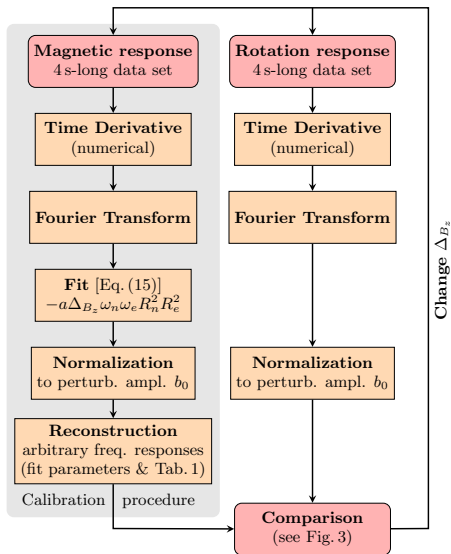 Magnetic response
4 s-long data set
Rotation response
4 s-long data set
Time Derivative
(numerical)
Time Derivative
(numerical)
Fourier Transform
Fourier Transform
Fit [Eq. (15)]
−aΔ_{B_z}ω_nω_eR_n^2R_e^2
Normalization
to perturb. ampl. b_0
Normalization
to perturb. ampl. b_0
Reconstruction
arbitrary freq. responses
(fit parameters & Tab. 1)
Calibration procedure
Comparison
(see Fig. 3)
Change Δ_{B_z}